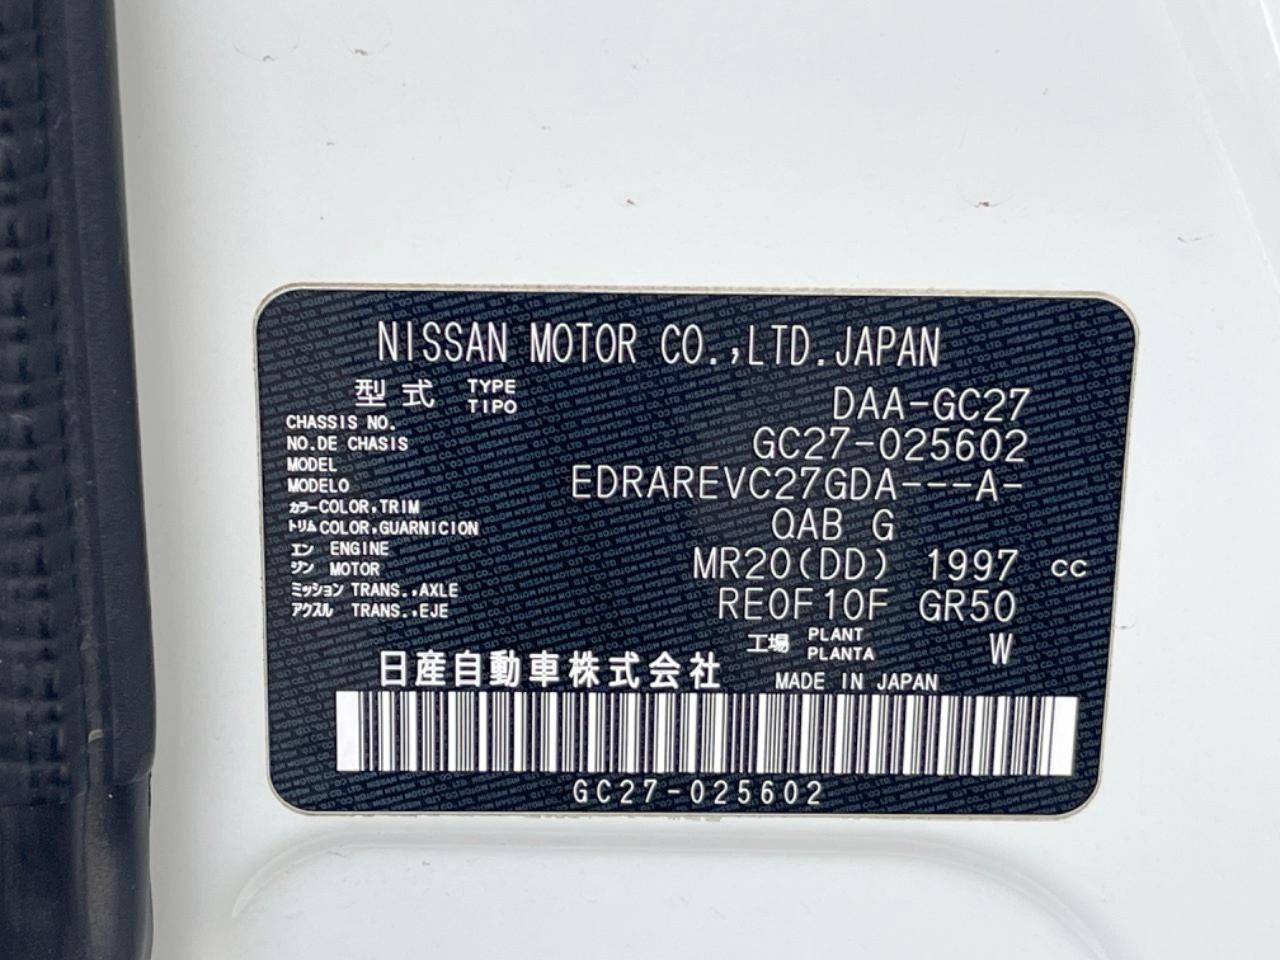 NISSAN MOTOR CO.,LTD.JAPAN
型式 TYPE TIPO DAA-GC27
CHASSIS NO.
NO.DE CHASIS GC27-025602
MODEL
MODELO EDRAREVC27GDA---A-
カラー COLOR,TRIM
トリム COLOR,GUARNICION QAB G
エン ENGINE
ジン MOTOR MR20(DD) 1997 cc
ミッション TRANS.,AXLE
アクスル TRANS.,EJE RE0F10F GR50
工場 PLANT PLANTA W
日産自動車株式会社 MADE IN JAPAN
GC27-025602